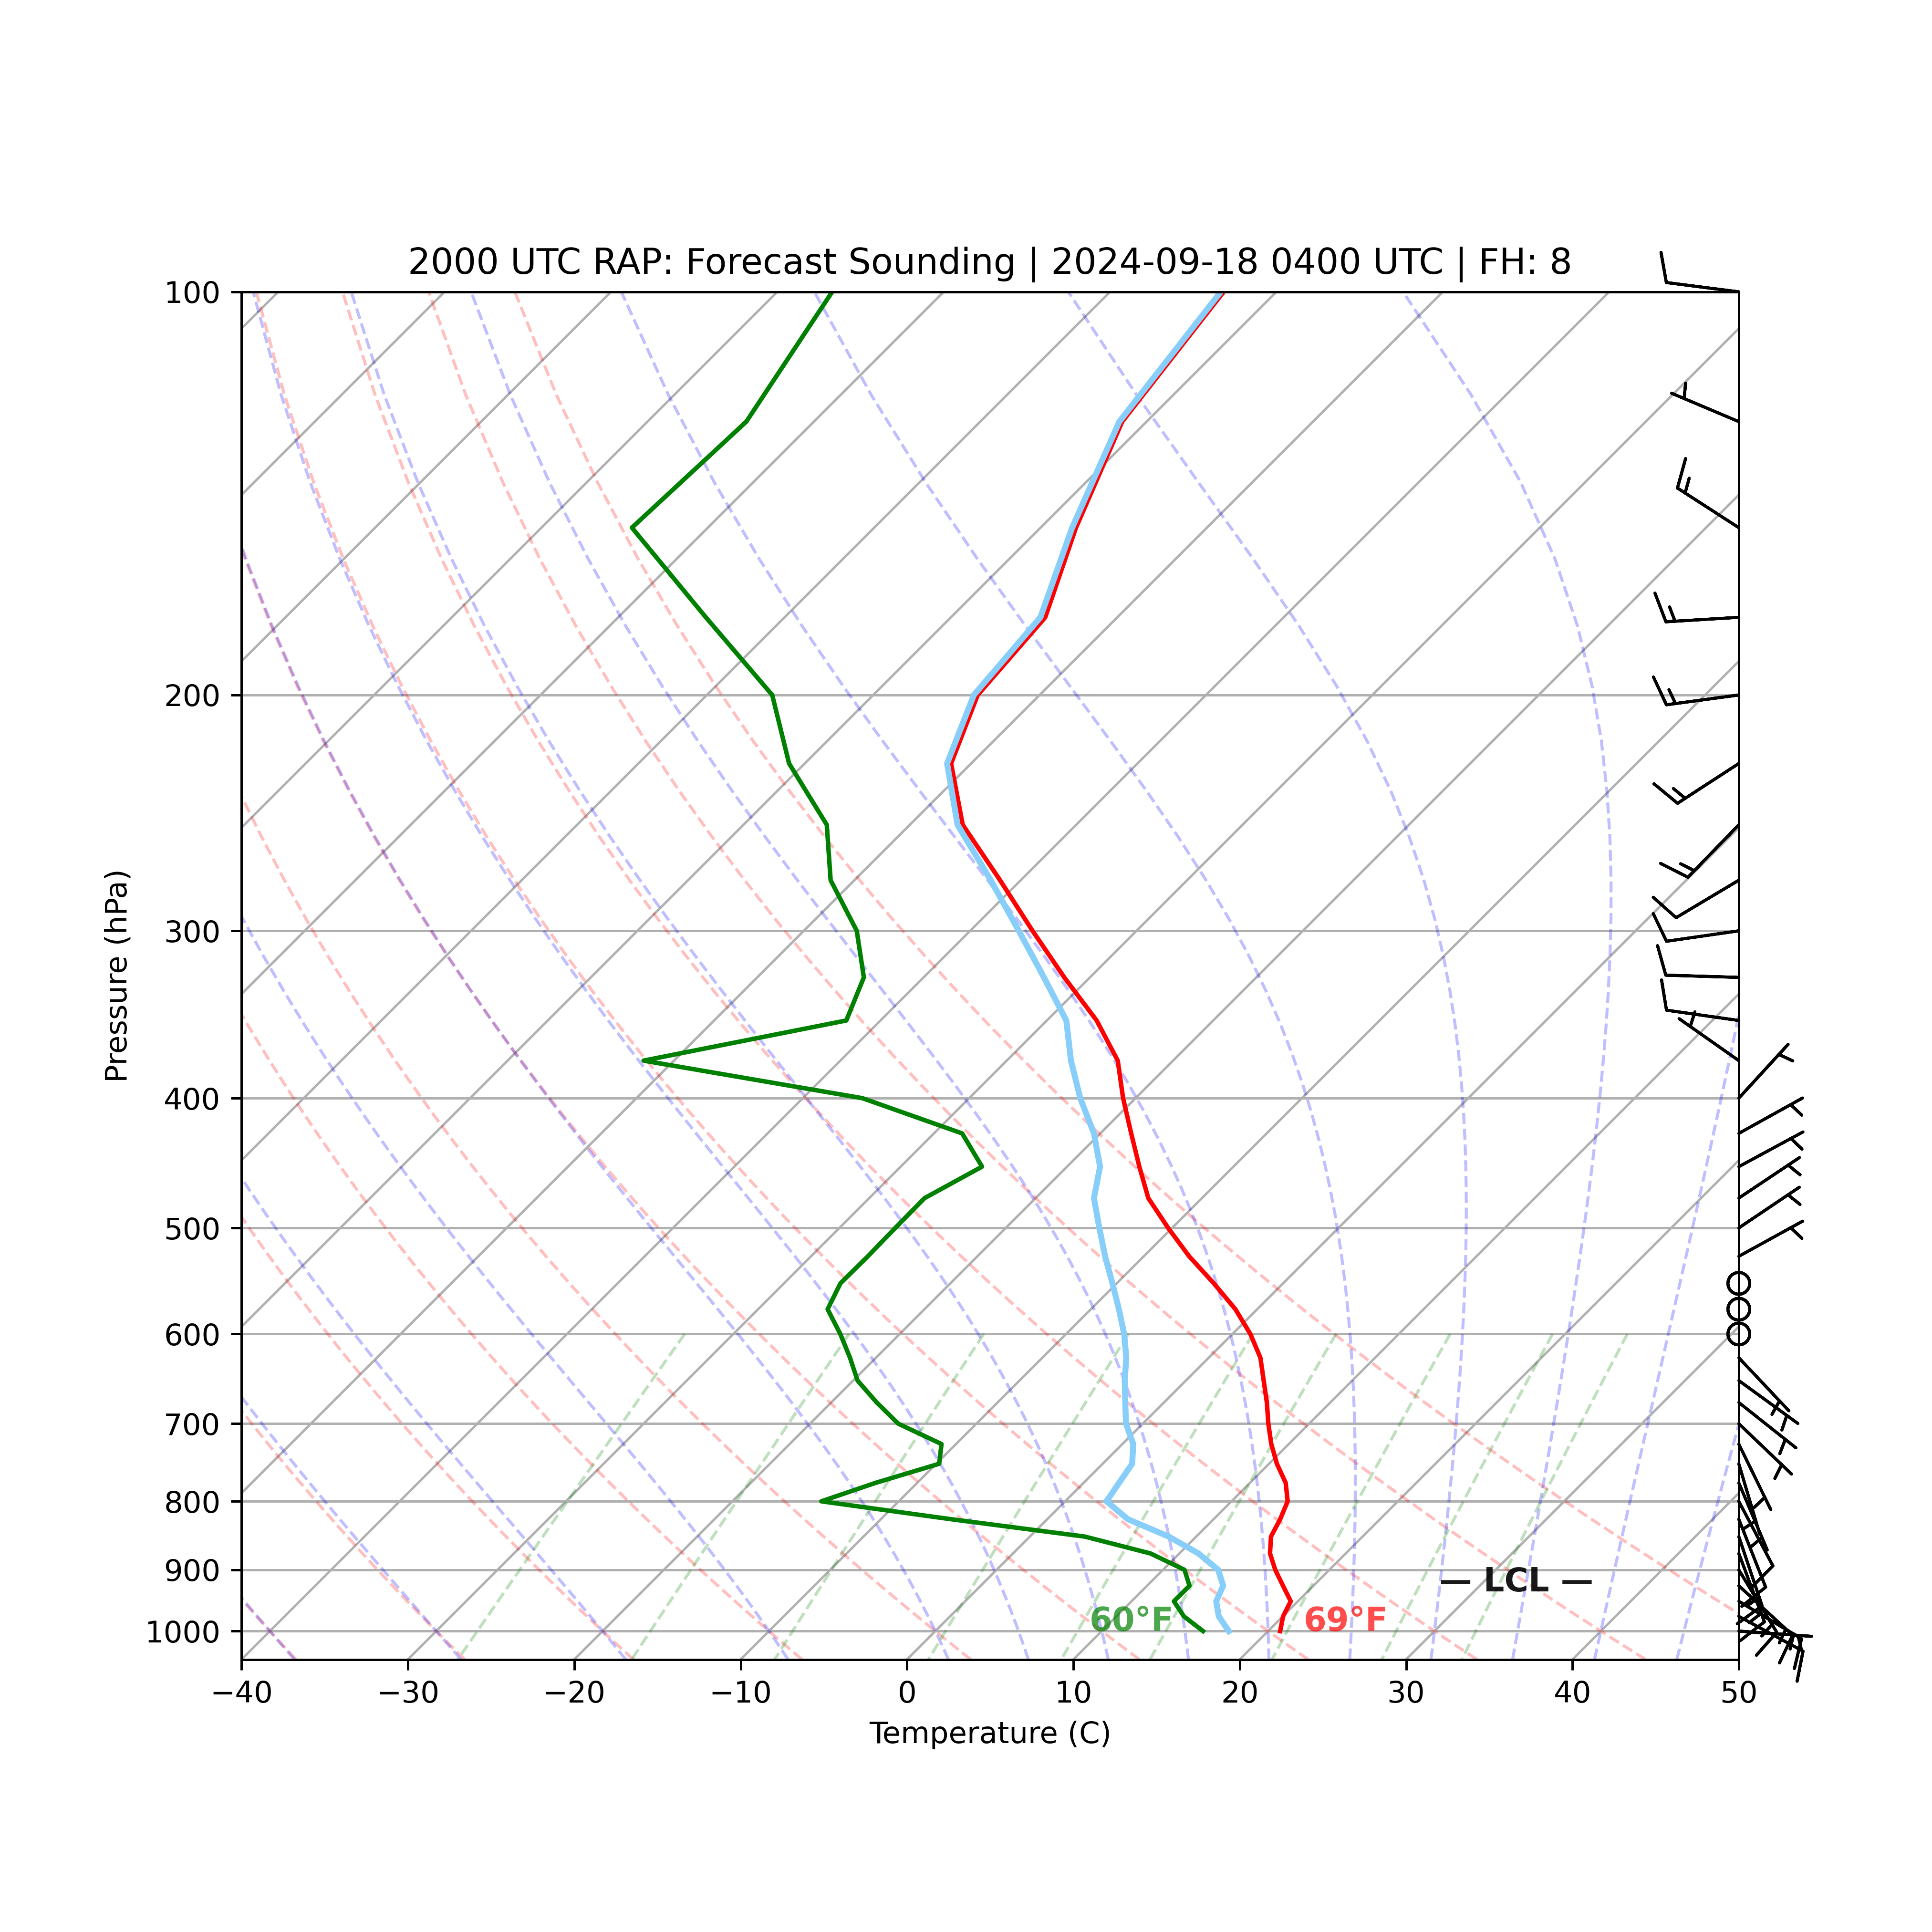 2000 UTC RAP: Forecast Sounding | 2024-09-18 0400 UTC | FH: 8
100
200
300
400
500
600
700
800
900
1000
Pressure (hPa)
— LCL —
60°F
69°F
−40 −30 −20 −10 0 10 20 30 40 50
Temperature (C)